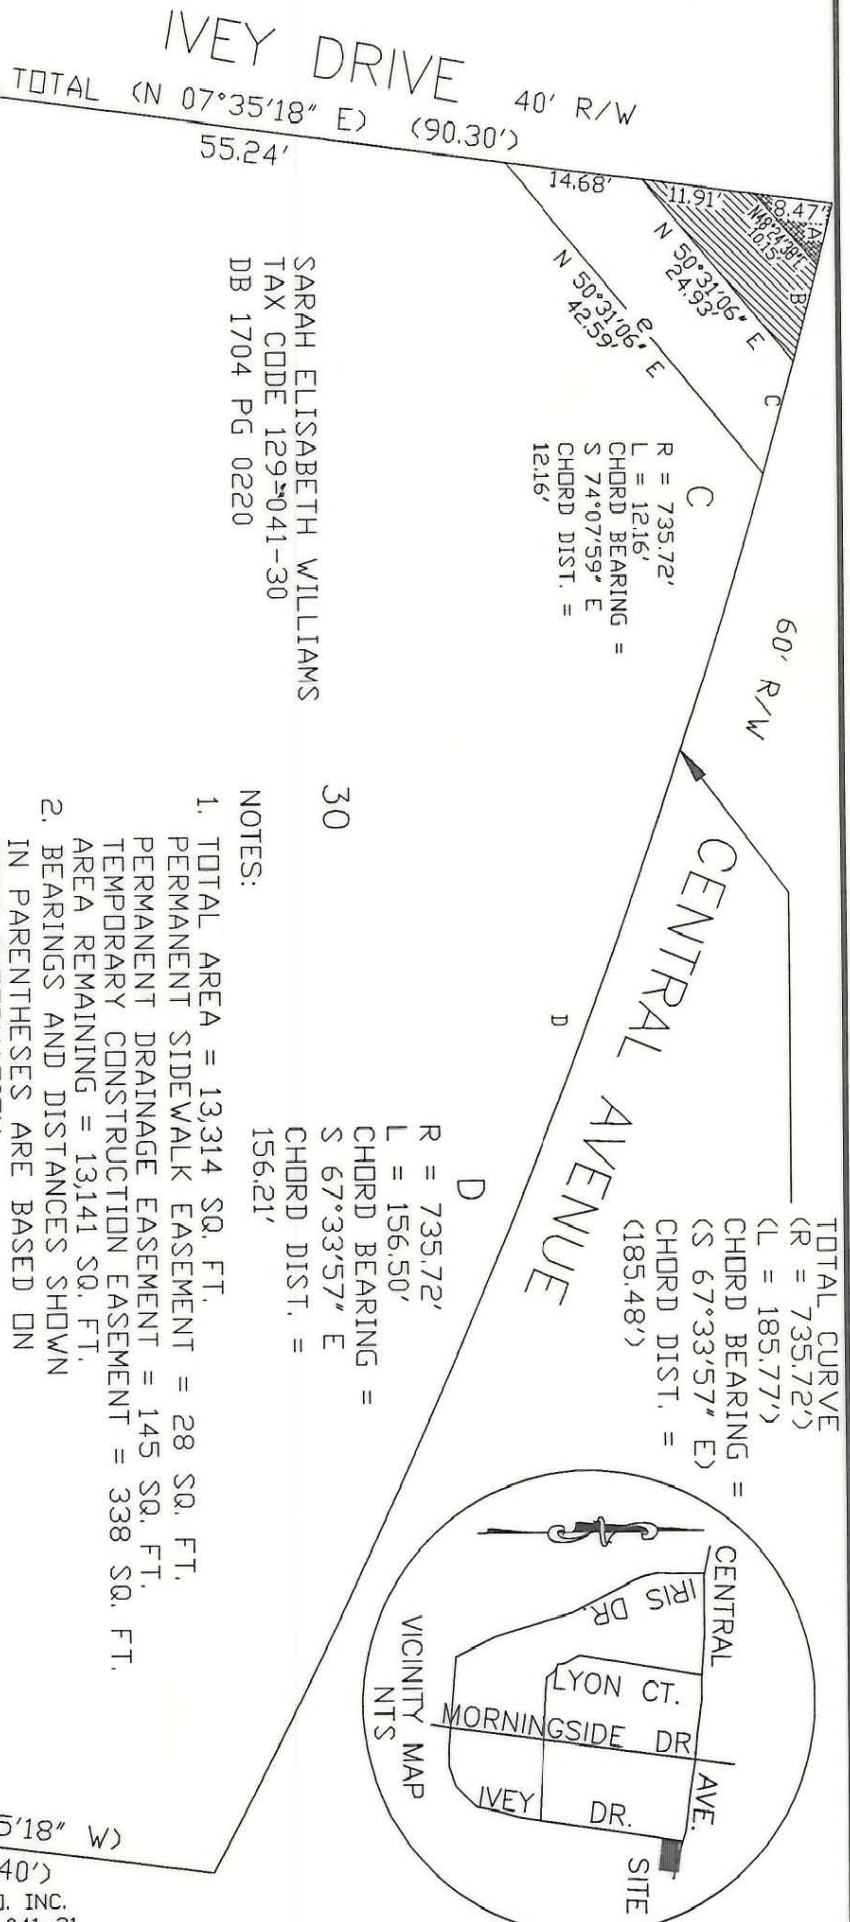 IVEY DRIVE
40' R/W
TOTAL (N 07°35'18" E) (90.30')
55.24'
14.68'
11.91'
8.47'
A
N48°24'38"E
10.15'
B
N 50°31'06" E
24.93'
C
e
N 50°31'06" E
42.59'
C
R = 735.72'
L = 12.16'
CHORD BEARING =
S 74°07'59" E
CHORD DIST. =
12.16'
60' R/W
CENTRAL AVENUE
SARAH ELISABETH WILLIAMS
TAX CODE 129-041-30
DB 1704 PG 0220
30
D
D
R = 735.72'
L = 156.50'
CHORD BEARING =
S 67°33'57" E
CHORD DIST. =
156.21'
TOTAL CURVE
(R = 735.72')
(L = 185.77')
CHORD BEARING =
(S 67°33'57" E)
CHORD DIST. =
(185.48')
NOTES:
1. TOTAL AREA = 13,314 SQ. FT.
PERMANENT SIDEWALK EASEMENT = 28 SQ. FT.
PERMANENT DRAINAGE EASEMENT = 145 SQ. FT.
TEMPORARY CONSTRUCTION EASEMENT = 338 SQ. FT.
AREA REMAINING = 13,141 SQ. FT.
2. BEARINGS AND DISTANCES SHOWN
IN PARENTHESES ARE BASED ON
CENTRAL
AVE.
IRIS DR.
LYON CT.
MORNINGSIDE DR
IVEY DR.
SITE
VICINITY MAP
NTS
5'18" W)
40')
INC.